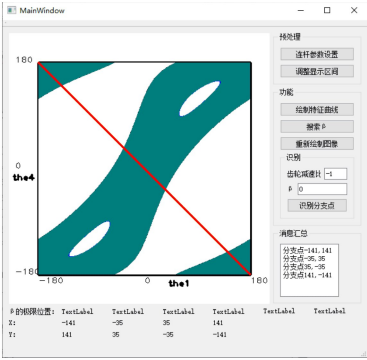 MainWindow
预处理
连杆参数设置
调整显示区间
功能
绘制特征曲线
搜索β
重新绘制图像
识别
齿轮减速比 -1
β 0
识别分支点
消息汇总
分支点-141,141
分支点-35,35
分支点35,-35
分支点141,-141
180
0
the4
-180
-180 0 180
the1
β的极限位置: TextLabel TextLabel TextLabel TextLabel TextLabel TextLabel
X: -141 -35 35 141
Y: 141 35 -35 -141